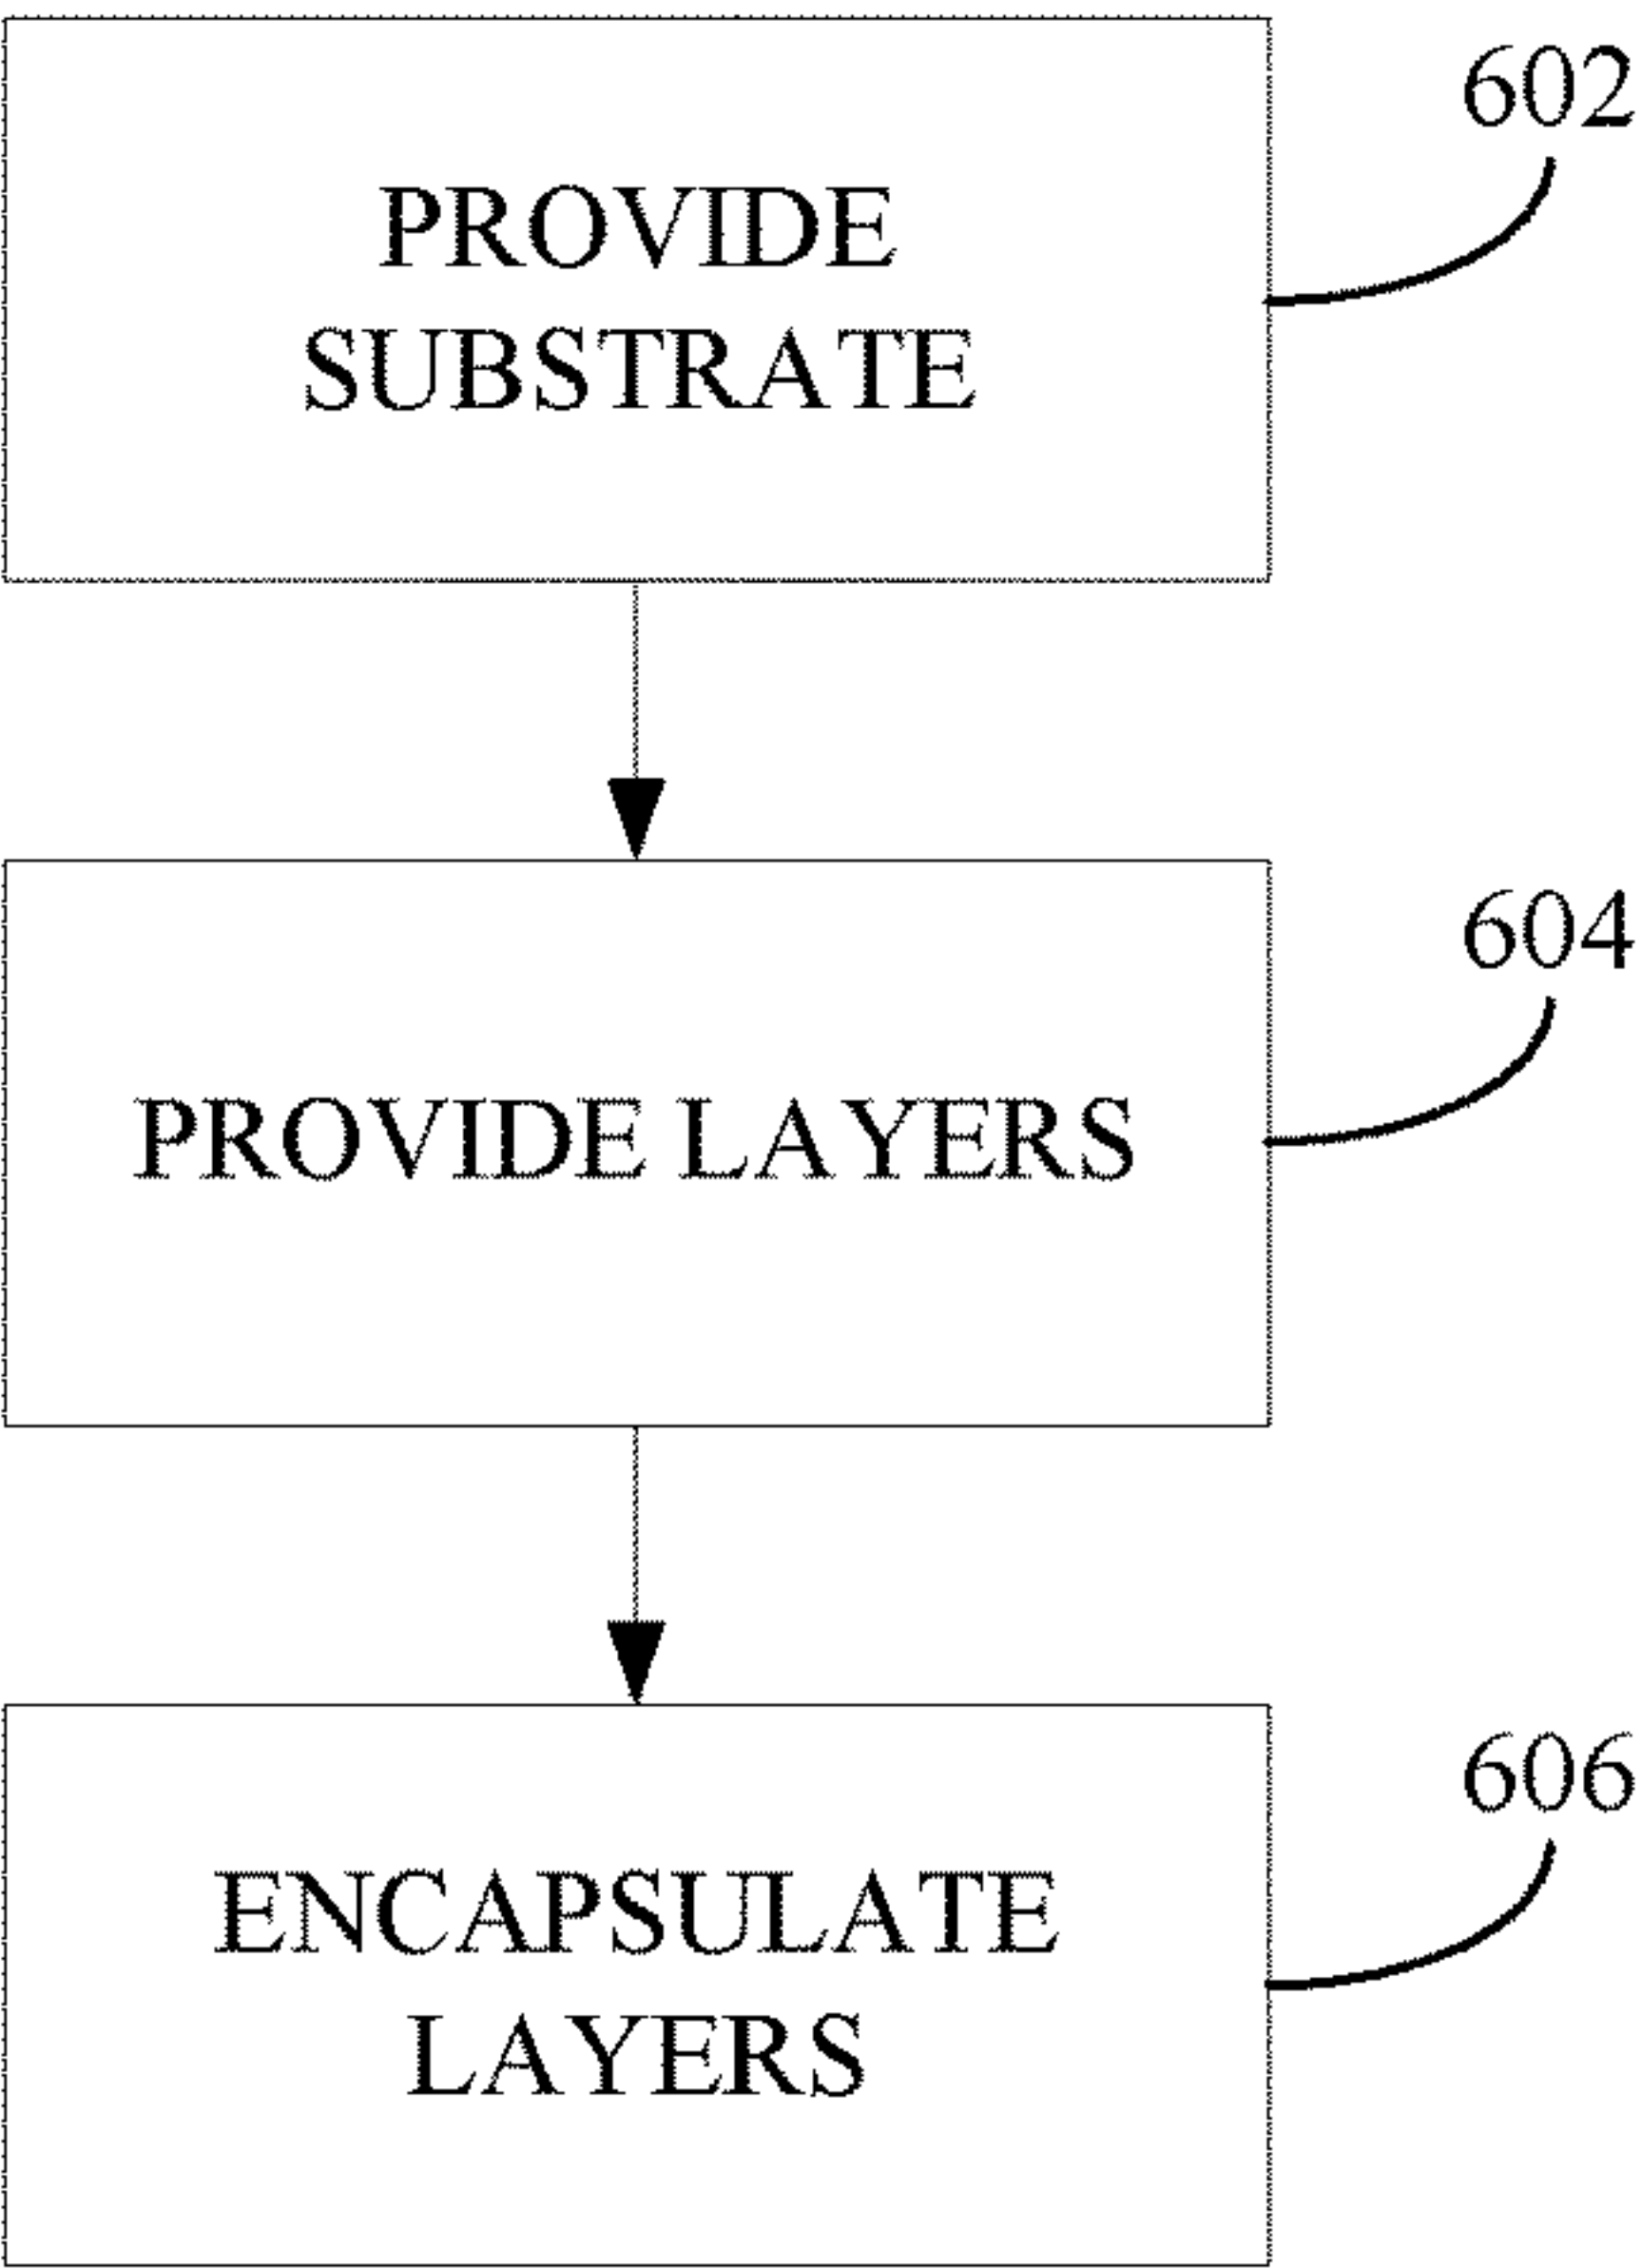 602
PROVIDE
SUBSTRATE
604
PROVIDE LAYERS
606
ENCAPSULATE
LAYERS